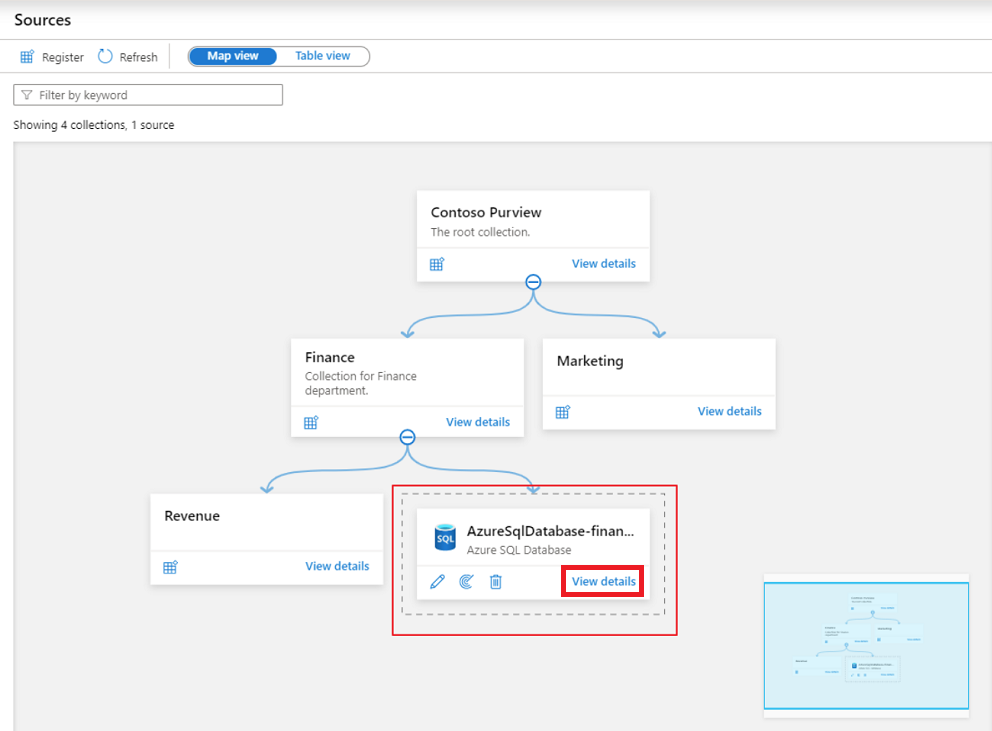 Sources
Register Refresh Map view Table view
Filter by keyword
Showing 4 collections, 1 source
Contoso Purview
The root collection.
View details
Finance
Collection for Finance
department.
View details
Marketing
View details
Revenue
View details
SQL
AzureSqlDatabase-finan...
Azure SQL Database
View details